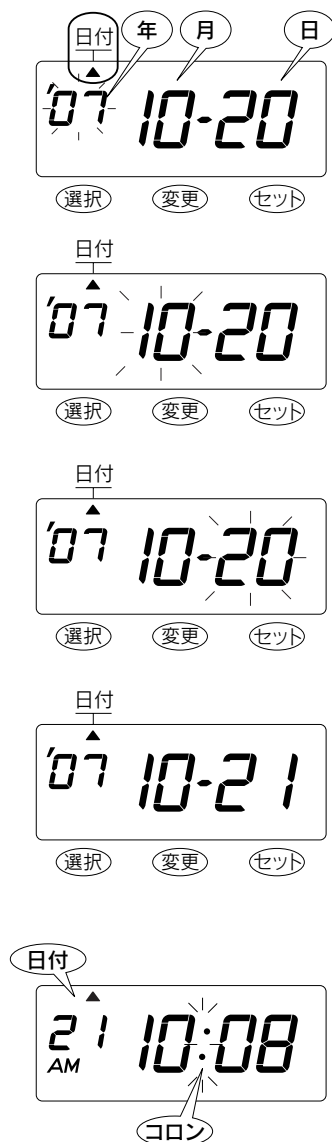 日付 年 月 日
'07 10-20
選択 変更 セット
日付
'07 10-20
選択 変更 セット
日付
'07 10-20
選択 変更 セット
日付
'07 10-21
選択 変更 セット
日付
21 AM 10:08
コロン